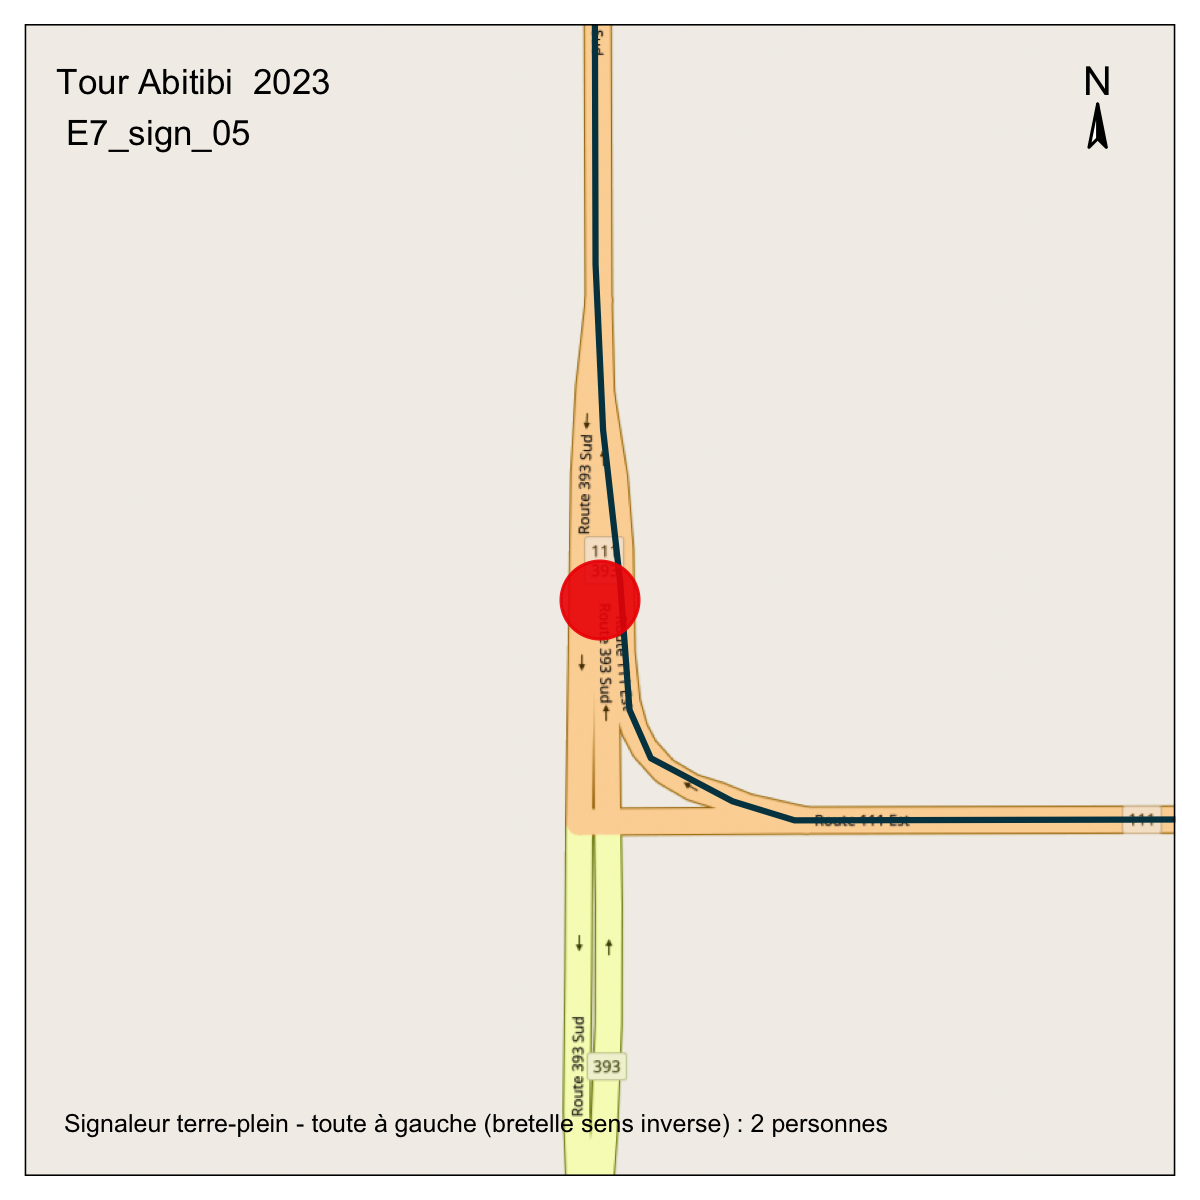 Sud
Tour Abitibi  2023
N
E7_sign_05
Route 393 Sud
111
393
Route 393 Sud
Route 111 Est
Route 111 Est
111
Route 393 Sud
393
Signaleur terre-plein - toute à gauche (bretelle sens inverse) : 2 personnes